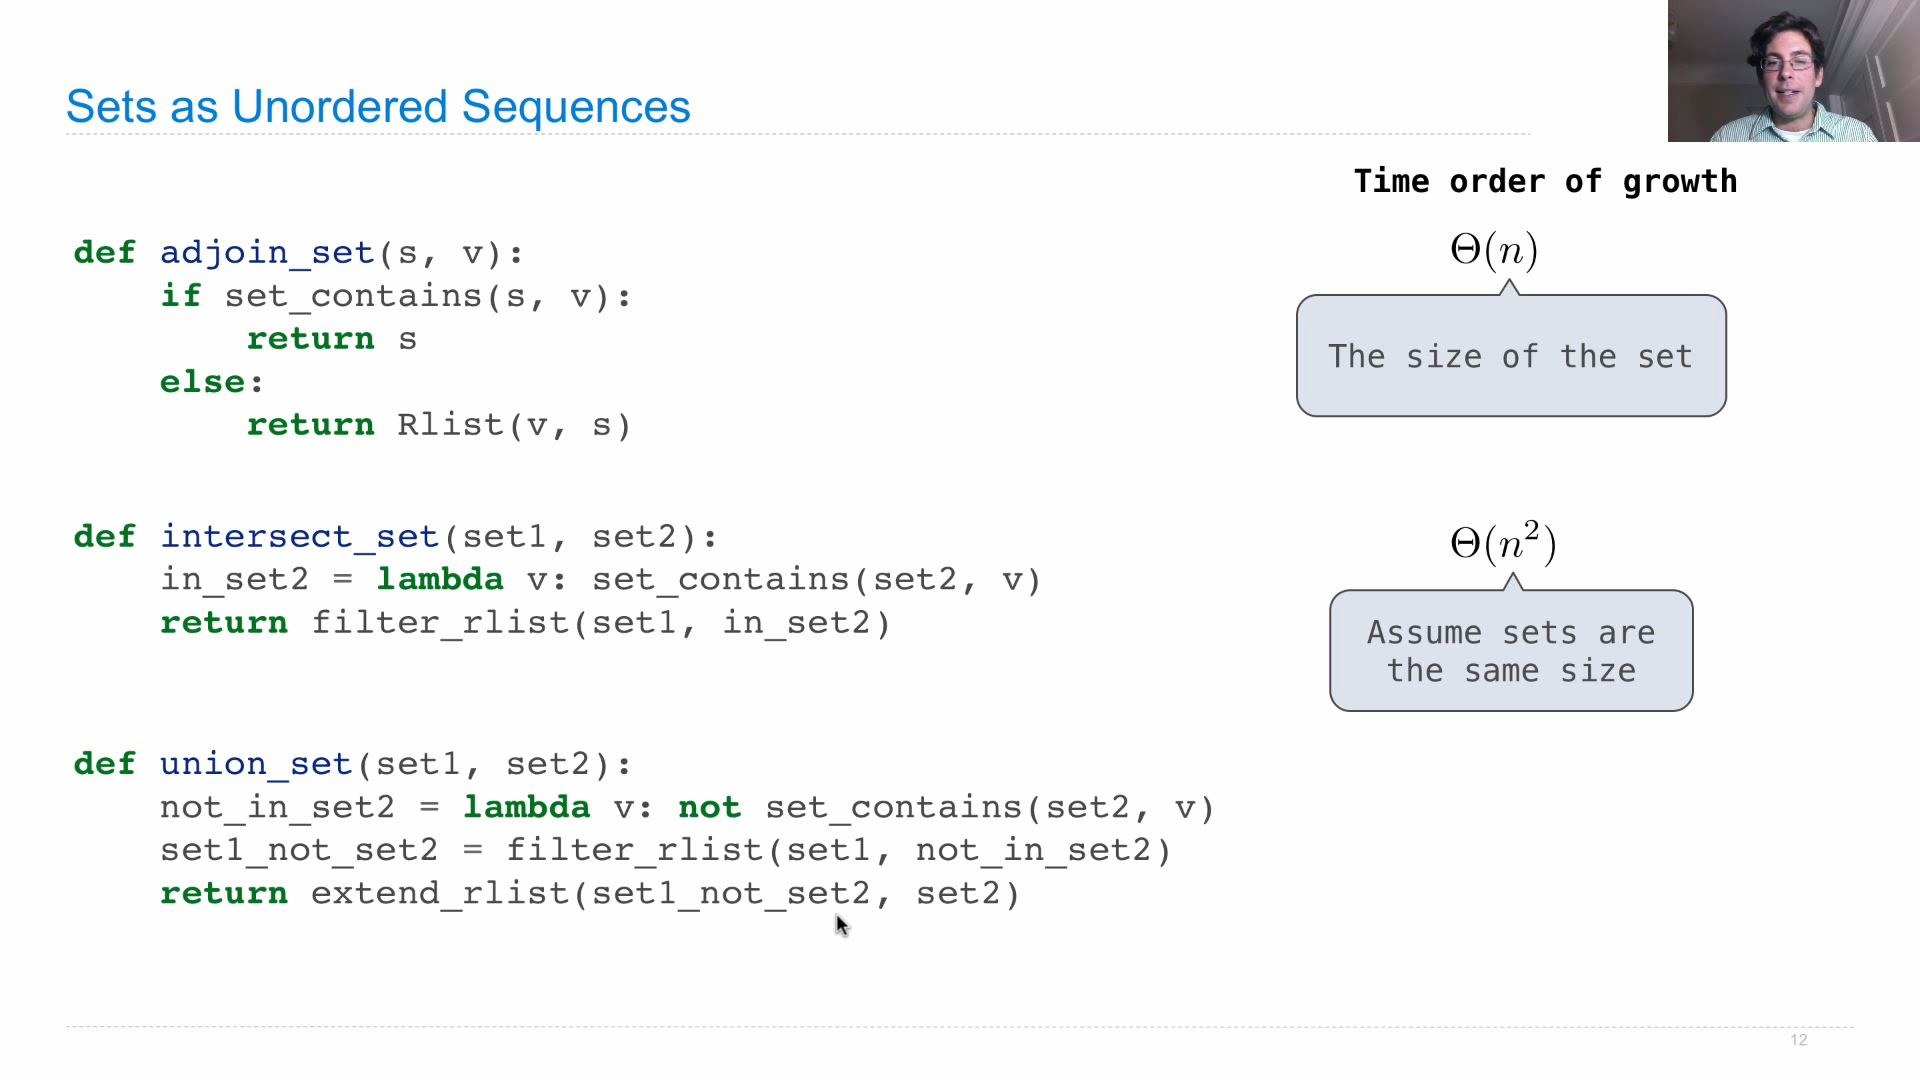 Sets as Unordered Sequences
Time order of growth
def adjoin_set(s, v):
    if set_contains(s, v):
        return s
    else:
        return Rlist(v, s)
Θ(n)
The size of the set
def intersect_set(set1, set2):
    in_set2 = lambda v: set_contains(set2, v)
    return filter_rlist(set1, in_set2)
Θ(n²)
Assume sets are
the same size
def union_set(set1, set2):
    not_in_set2 = lambda v: not set_contains(set2, v)
    set1_not_set2 = filter_rlist(set1, not_in_set2)
    return extend_rlist(set1_not_set2, set2)
12